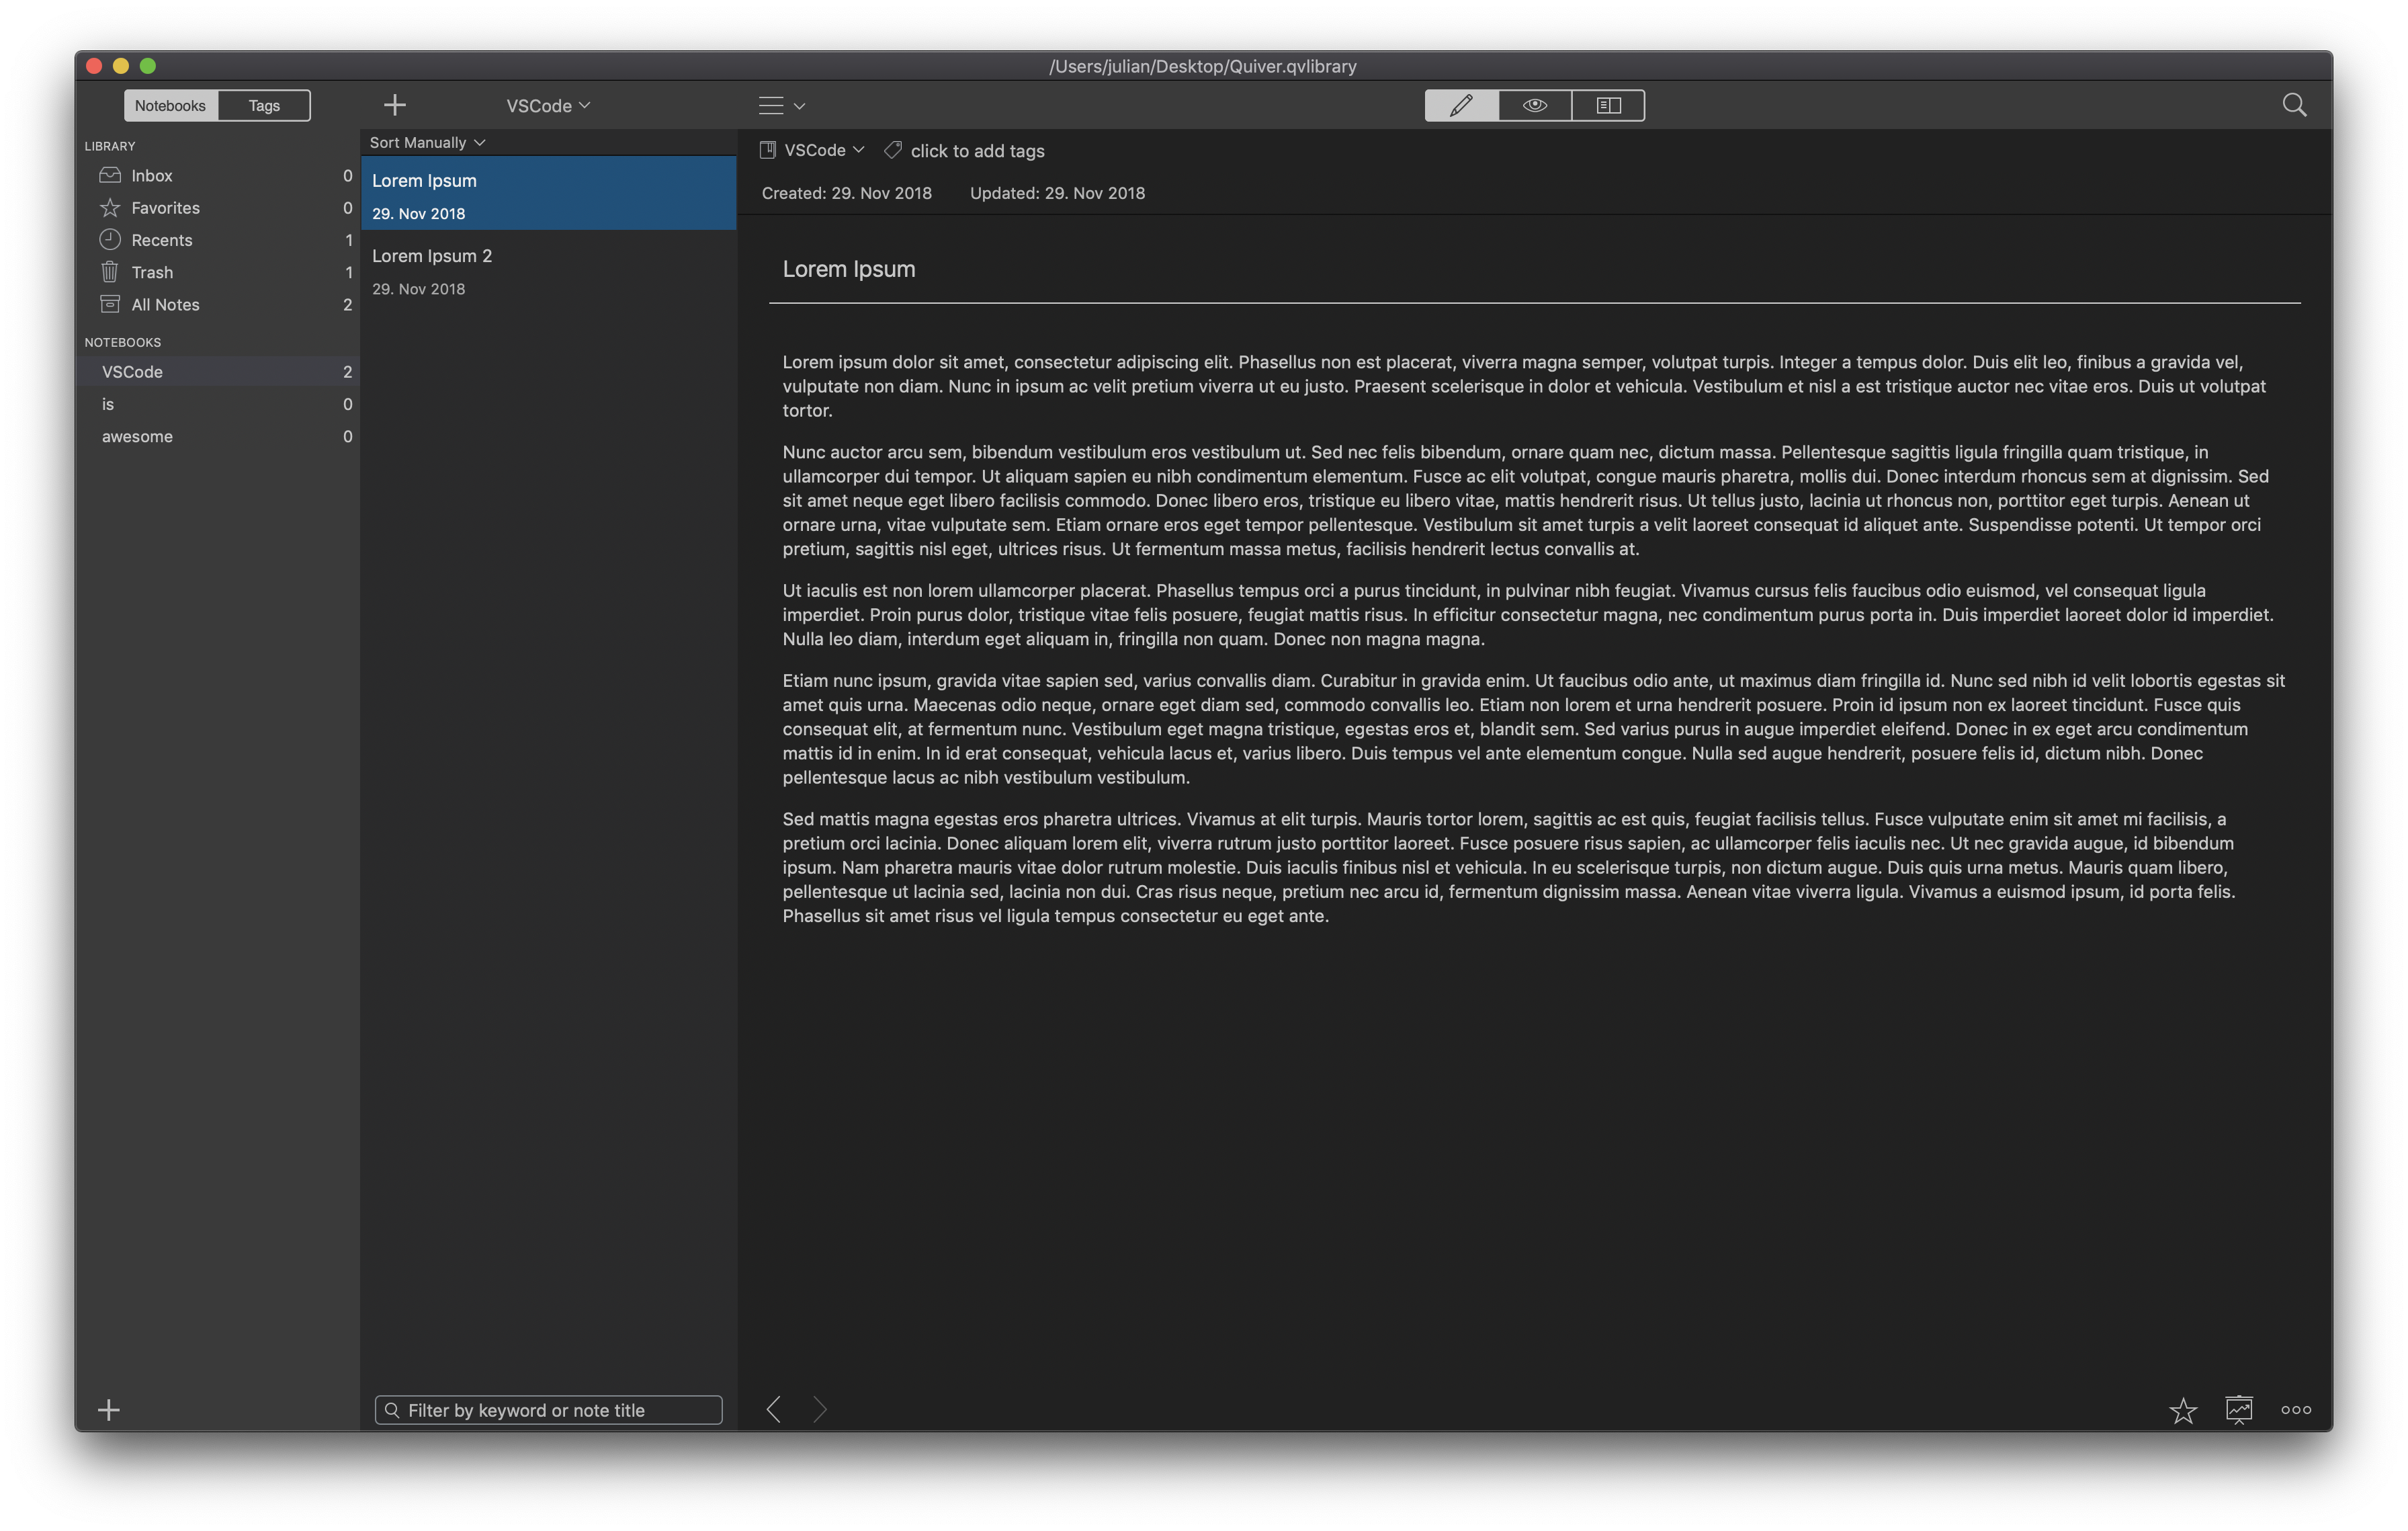 /Users/julian/Desktop/Quiver.qvlibrary
Notebooks Tags
VSCode
LIBRARY
Inbox 0
Favorites 0
Recents 1
Trash 1
All Notes 2
NOTEBOOKS
VSCode 2
is 0
awesome 0
Sort Manually
Lorem Ipsum
29. Nov 2018
Lorem Ipsum 2
29. Nov 2018
Filter by keyword or note title
VSCode click to add tags
Created: 29. Nov 2018 Updated: 29. Nov 2018
Lorem Ipsum
Lorem ipsum dolor sit amet, consectetur adipiscing elit. Phasellus non est placerat, viverra magna semper, volutpat turpis. Integer a tempus dolor. Duis elit leo, finibus a gravida vel,
vulputate non diam. Nunc in ipsum ac velit pretium viverra ut eu justo. Praesent scelerisque in dolor et vehicula. Vestibulum et nisl a est tristique auctor nec vitae eros. Duis ut volutpat
tortor.
Nunc auctor arcu sem, bibendum vestibulum eros vestibulum ut. Sed nec felis bibendum, ornare quam nec, dictum massa. Pellentesque sagittis ligula fringilla quam tristique, in
ullamcorper dui tempor. Ut aliquam sapien eu nibh condimentum elementum. Fusce ac elit volutpat, congue mauris pharetra, mollis dui. Donec interdum rhoncus sem at dignissim. Sed
sit amet neque eget libero facilisis commodo. Donec libero eros, tristique eu libero vitae, mattis hendrerit risus. Ut tellus justo, lacinia ut rhoncus non, porttitor eget turpis. Aenean ut
ornare urna, vitae vulputate sem. Etiam ornare eros eget tempor pellentesque. Vestibulum sit amet turpis a velit laoreet consequat id aliquet ante. Suspendisse potenti. Ut tempor orci
pretium, sagittis nisl eget, ultrices risus. Ut fermentum massa metus, facilisis hendrerit lectus convallis at.
Ut iaculis est non lorem ullamcorper placerat. Phasellus tempus orci a purus tincidunt, in pulvinar nibh feugiat. Vivamus cursus felis faucibus odio euismod, vel consequat ligula
imperdiet. Proin purus dolor, tristique vitae felis posuere, feugiat mattis risus. In efficitur consectetur magna, nec condimentum purus porta in. Duis imperdiet laoreet dolor id imperdiet.
Nulla leo diam, interdum eget aliquam in, fringilla non quam. Donec non magna magna.
Etiam nunc ipsum, gravida vitae sapien sed, varius convallis diam. Curabitur in gravida enim. Ut faucibus odio ante, ut maximus diam fringilla id. Nunc sed nibh id velit lobortis egestas sit
amet quis urna. Maecenas odio neque, ornare eget diam sed, commodo convallis leo. Etiam non lorem et urna hendrerit posuere. Proin id ipsum non ex laoreet tincidunt. Fusce quis
consequat elit, at fermentum nunc. Vestibulum eget magna tristique, egestas eros et, blandit sem. Sed varius purus in augue imperdiet eleifend. Donec in ex eget arcu condimentum
mattis id in enim. In id erat consequat, vehicula lacus et, varius libero. Duis tempus vel ante elementum congue. Nulla sed augue hendrerit, posuere felis id, dictum nibh. Donec
pellentesque lacus ac nibh vestibulum vestibulum.
Sed mattis magna egestas eros pharetra ultrices. Vivamus at elit turpis. Mauris tortor lorem, sagittis ac est quis, feugiat facilisis tellus. Fusce vulputate enim sit amet mi facilisis, a
pretium orci lacinia. Donec aliquam lorem elit, viverra rutrum justo porttitor laoreet. Fusce posuere risus sapien, ac ullamcorper felis iaculis nec. Ut nec gravida augue, id bibendum
ipsum. Nam pharetra mauris vitae dolor rutrum molestie. Duis iaculis finibus nisl et vehicula. In eu scelerisque turpis, non dictum augue. Duis quis urna metus. Mauris quam libero,
pellentesque ut lacinia sed, lacinia non dui. Cras risus neque, pretium nec arcu id, fermentum dignissim massa. Aenean vitae viverra ligula. Vivamus a euismod ipsum, id porta felis.
Phasellus sit amet risus vel ligula tempus consectetur eu eget ante.